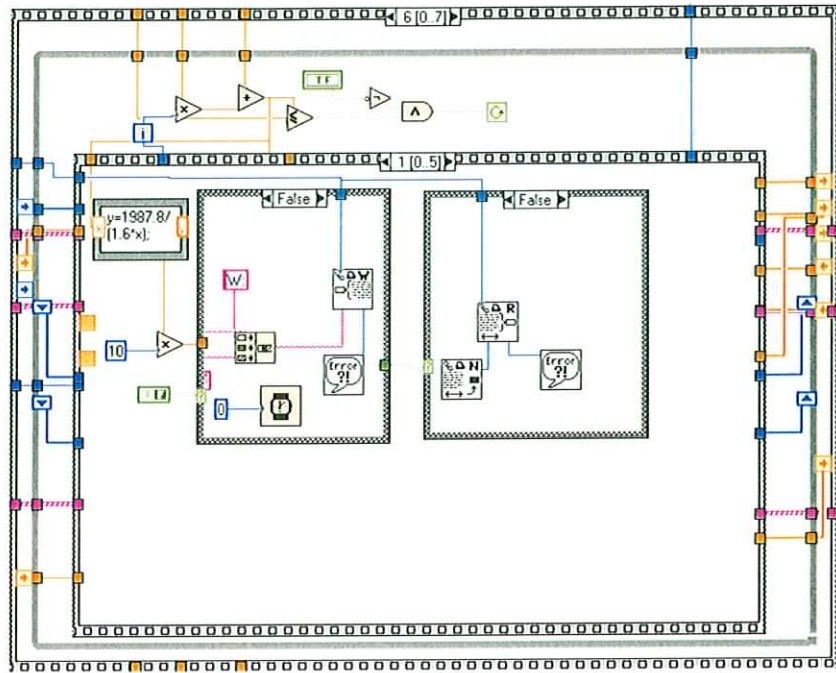 6 [0..7]
TF
i
1 [0..5]
y=1987.8/
(1.6*x);
x
False
False
W
W
R
10
Error
?!
N
Error
?!
0